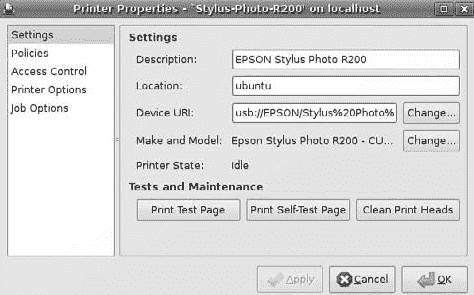 Printer Properties - `Stylus-Photo-R200' on localhost
Settings
Policies
Access Control
Printer Options
Job Options
Settings
Description: EPSON Stylus Photo R200
Location: ubuntu
Device URI: usb://EPSON/Stylus%20Photo% Change...
Make and Model: Epson Stylus Photo R200 - CU... Change...
Printer State: Idle
Tests and Maintenance
Print Test Page Print Self-Test Page Clean Print Heads
Apply Cancel OK